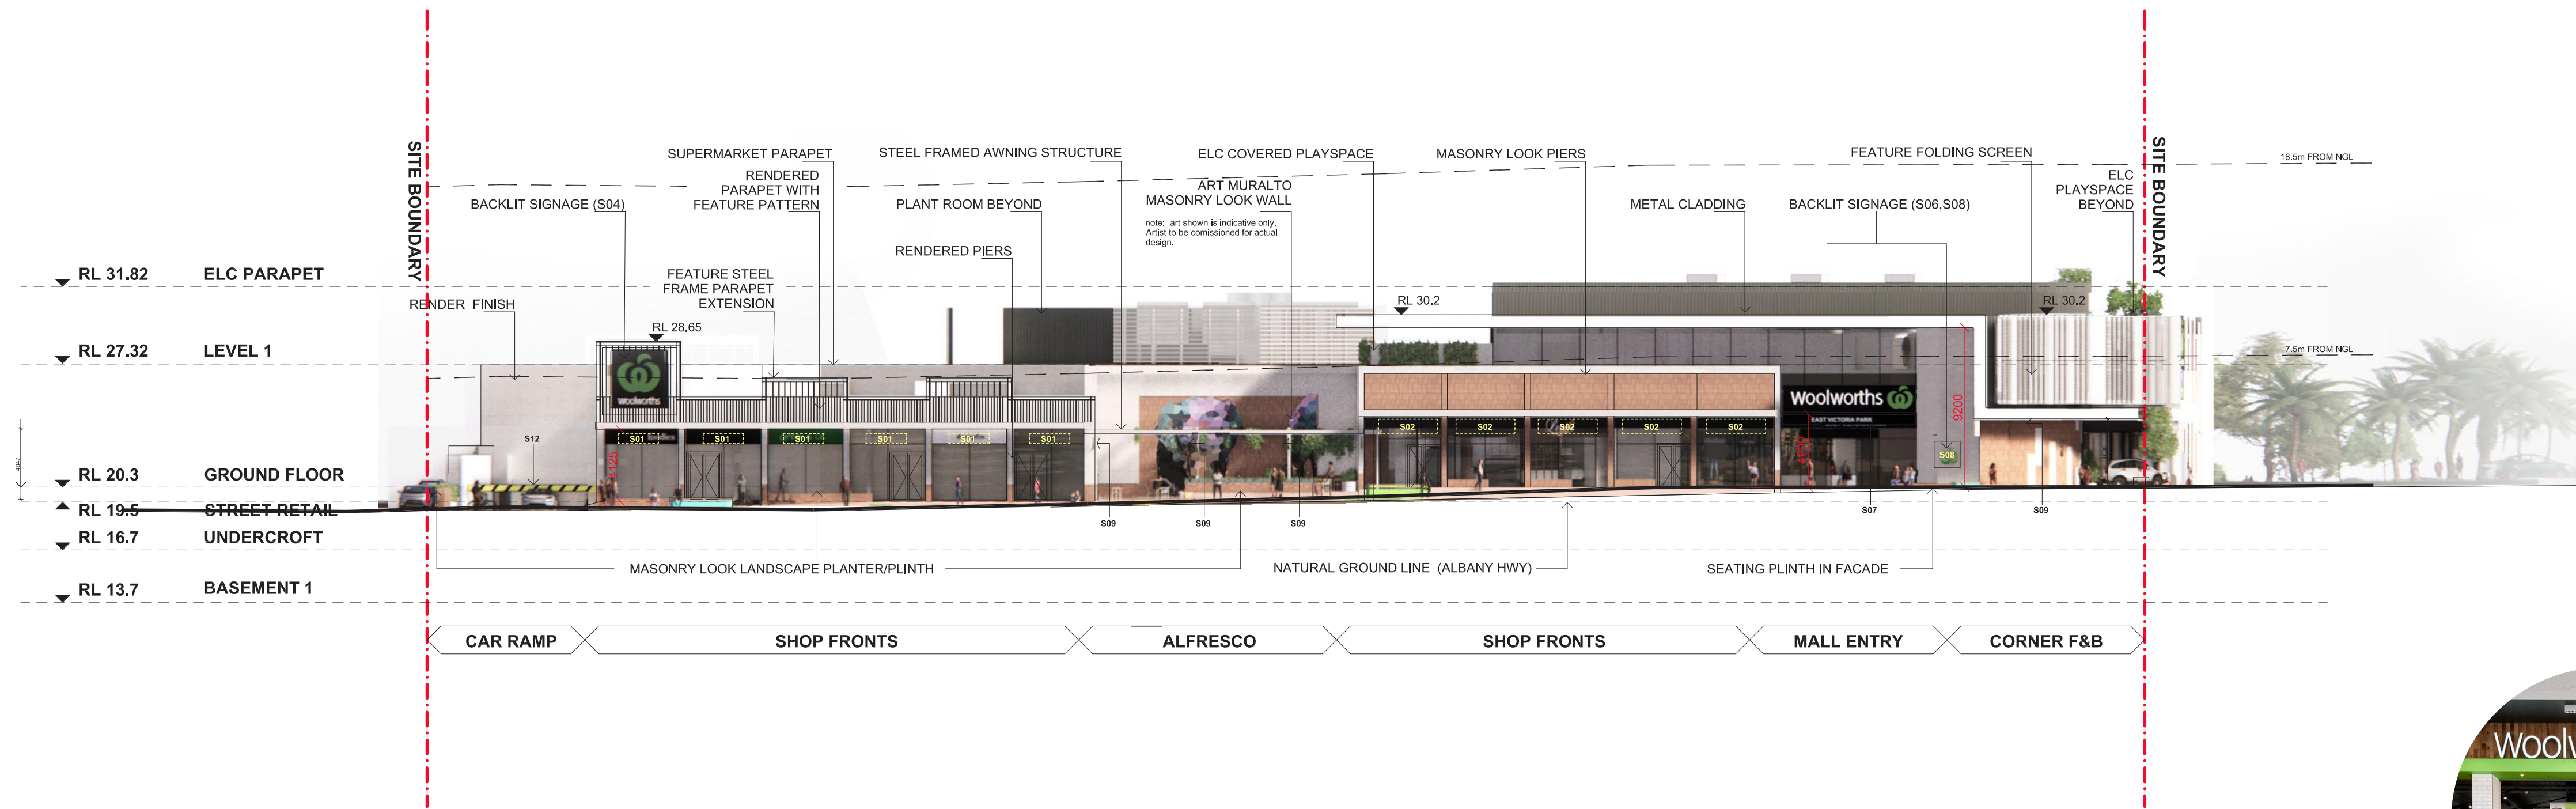 SITE BOUNDARY
SITE BOUNDARY
SUPERMARKET PARAPET
STEEL FRAMED AWNING STRUCTURE
ELC COVERED PLAYSPACE
MASONRY LOOK PIERS
FEATURE FOLDING SCREEN
18.5m FROM NGL
RENDERED
PARAPET WITH
FEATURE PATTERN
ART MURALTO
MASONRY LOOK WALL
note: art shown is indicative only.
Artist to be comissioned for actual
design.
ELC
PLAYSPACE
BEYOND
BACKLIT SIGNAGE (S04)
PLANT ROOM BEYOND
METAL CLADDING
BACKLIT SIGNAGE (S06,S08)
RENDERED PIERS
RL 31.82 ELC PARAPET
FEATURE STEEL
FRAME PARAPET
EXTENSION
RENDER FINISH
RL 28.65
RL 30.2
RL 30.2
RL 27.32 LEVEL 1
7.5m FROM NGL
woolworths
Woolworths
EAST VICTORIA PARK
9200
S01
S01
S01
S01
S01
S01
S02
S02
S02
S02
S02
S12
4125
4047
S08
RL 20.3 GROUND FLOOR
RL 19.5 STREET RETAIL
S09
S09
S09
S07
S09
RL 16.7 UNDERCROFT
MASONRY LOOK LANDSCAPE PLANTER/PLINTH
NATURAL GROUND LINE (ALBANY HWY)
SEATING PLINTH IN FACADE
RL 13.7 BASEMENT 1
CAR RAMP
SHOP FRONTS
ALFRESCO
SHOP FRONTS
MALL ENTRY
CORNER F&B